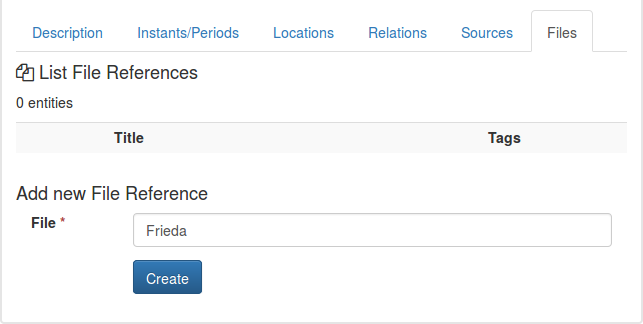 Description Instants/Periods Locations Relations Sources Files
List File References
0 entities
Title Tags
Add new File Reference
File * Frieda
Create